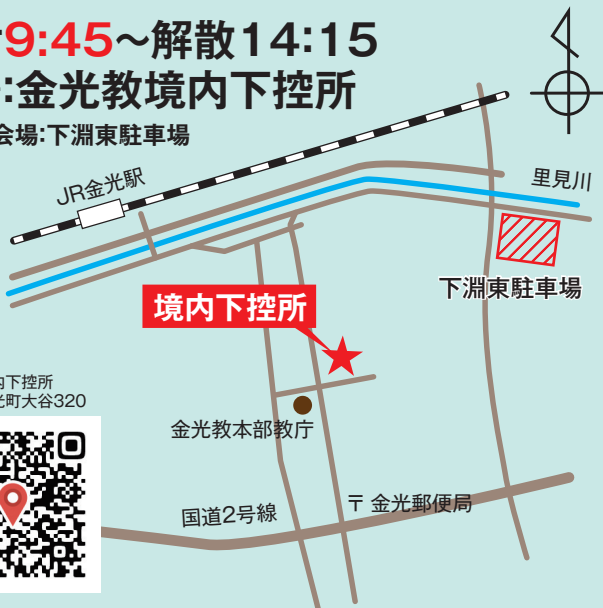 9:45～解散14:15
:金光教境内下控所
会場:下淵東駐車場
JR金光駅
里見川
下淵東駐車場
境内下控所
内下控所
光町大谷320
金光教本部教庁
国道2号線
〒金光郵便局